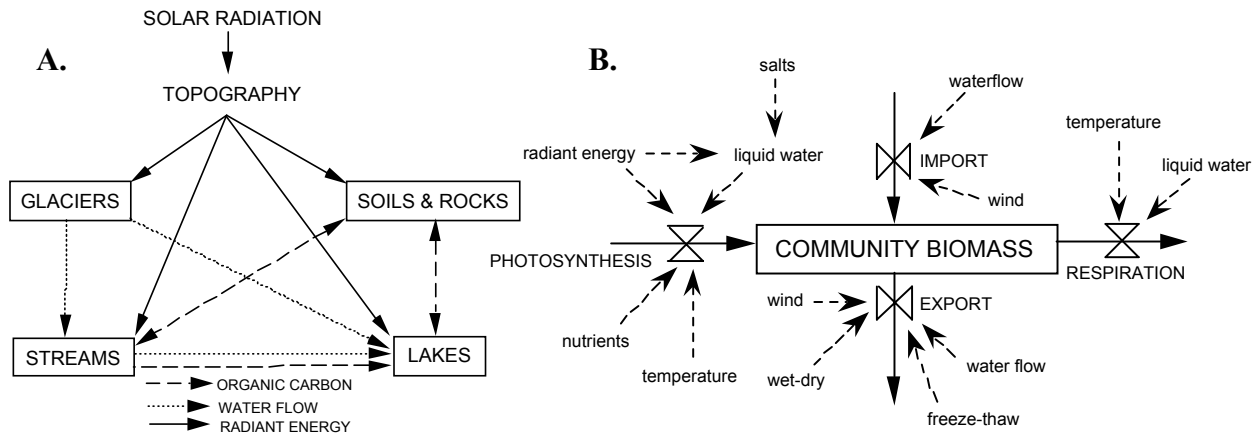 SOLAR RADIATION
A.
TOPOGRAPHY
GLACIERS
SOILS & ROCKS
STREAMS
LAKES
ORGANIC CARBON
WATER FLOW
RADIANT ENERGY
B.
salts
waterflow
temperature
radiant energy
liquid water
IMPORT
liquid water
wind
COMMUNITY BIOMASS
PHOTOSYNTHESIS
RESPIRATION
wind
EXPORT
nutrients
water flow
temperature
wet-dry
freeze-thaw